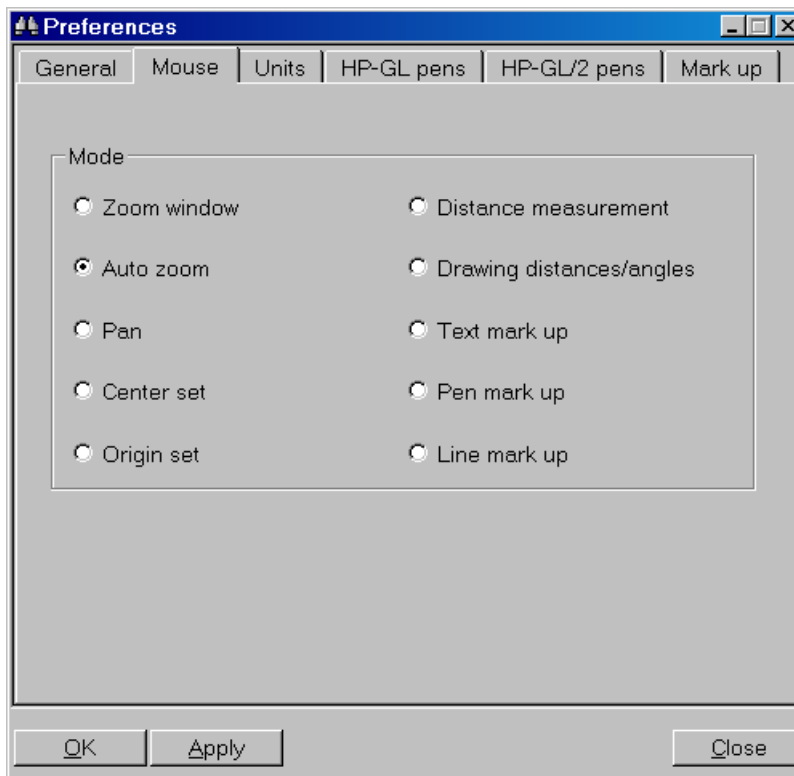 Preferences
General Mouse Units HP-GL pens HP-GL/2 pens Mark up
Mode
Zoom window
Auto zoom
Pan
Center set
Origin set
Distance measurement
Drawing distances/angles
Text mark up
Pen mark up
Line mark up
OK Apply Close